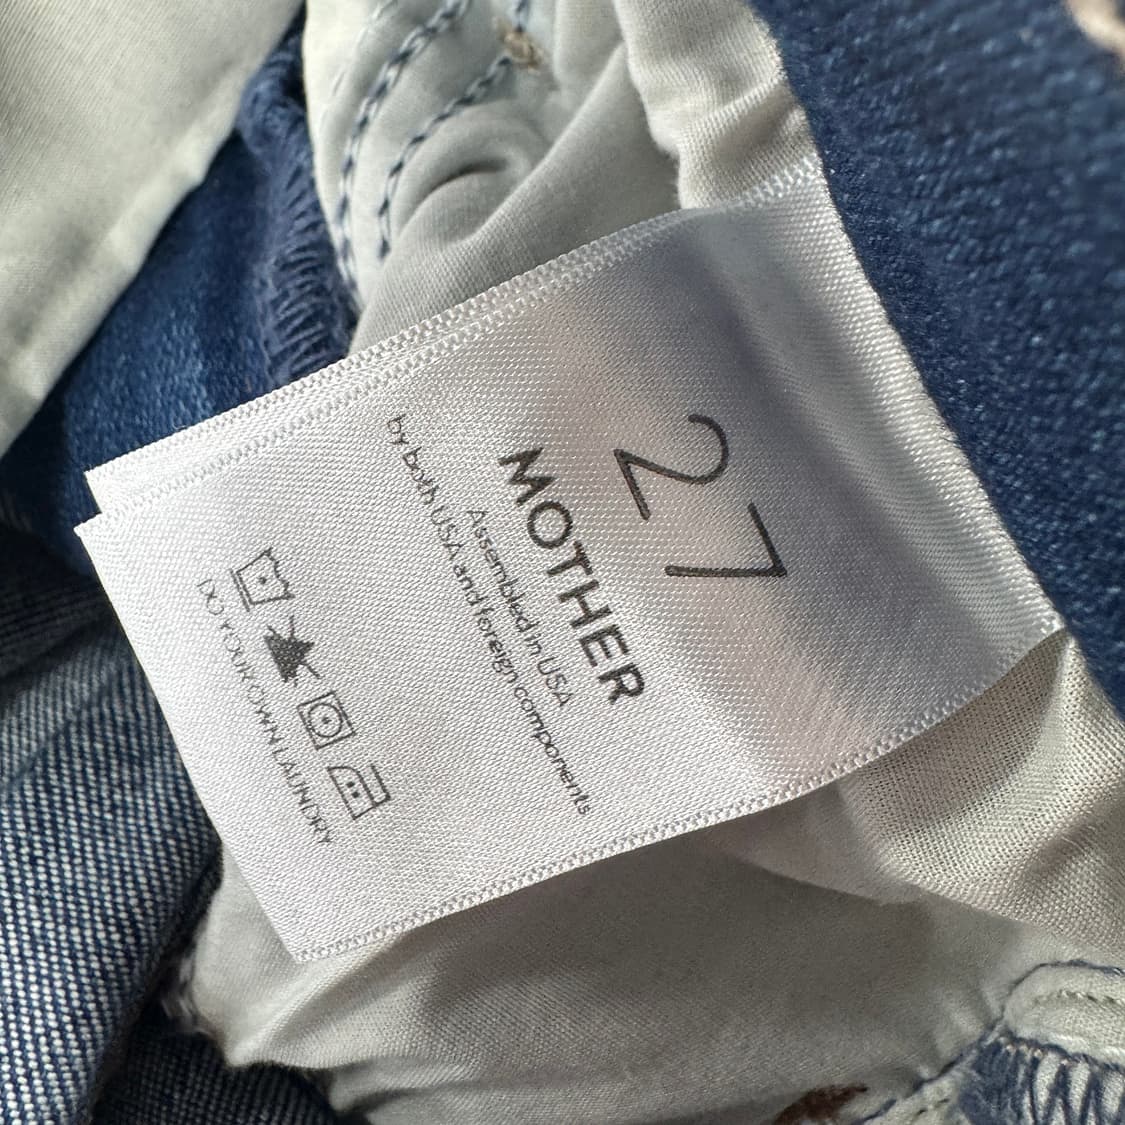 27
MOTHER
Assembled in USA
by both USA and foreign components
DO YOUR OWN LAUNDRY